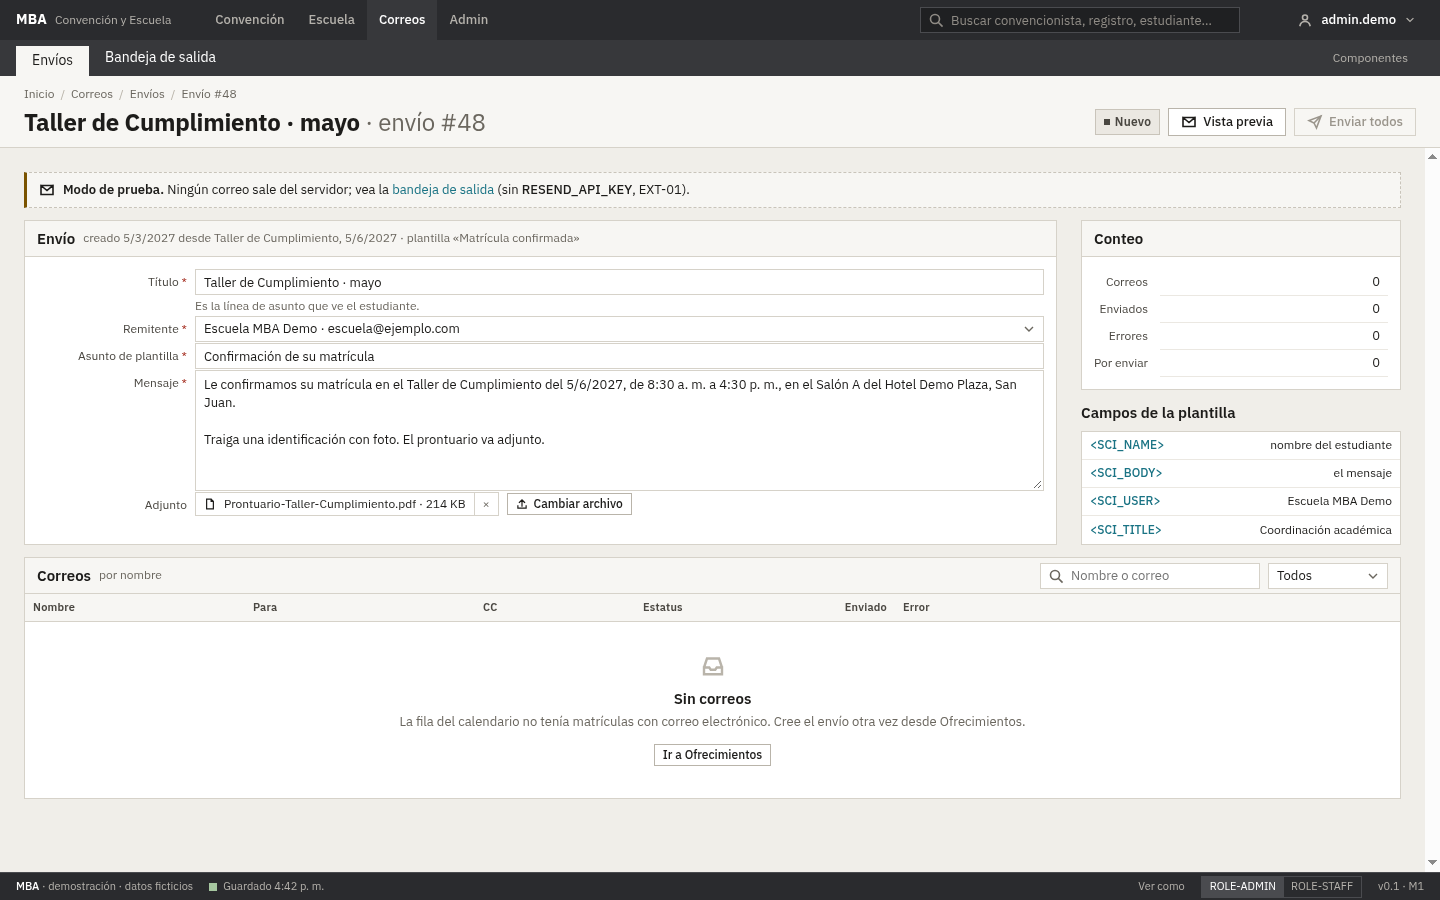 MBA Convención y Escuela Convención Escuela Correos Admin Buscar convencionista, registro, estudiante... admin.demo
Envíos Bandeja de salida Componentes
Inicio / Correos / Envíos / Envío #48
Taller de Cumplimiento · mayo · envío #48
Nuevo Vista previa Enviar todos
Modo de prueba. Ningún correo sale del servidor; vea la bandeja de salida (sin RESEND_API_KEY, EXT-01).
Envío creado 5/3/2027 desde Taller de Cumplimiento, 5/6/2027 · plantilla «Matrícula confirmada»
Título * Taller de Cumplimiento · mayo
Es la línea de asunto que ve el estudiante.
Remitente * Escuela MBA Demo · escuela@ejemplo.com
Asunto de plantilla * Confirmación de su matrícula
Mensaje * Le confirmamos su matrícula en el Taller de Cumplimiento del 5/6/2027, de 8:30 a. m. a 4:30 p. m., en el Salón A del Hotel Demo Plaza, San
Juan.
Traiga una identificación con foto. El prontuario va adjunto.
Adjunto Prontuario-Taller-Cumplimiento.pdf · 214 KB × Cambiar archivo
Conteo
Correos 0
Enviados 0
Errores 0
Por enviar 0
Campos de la plantilla
<SCI_NAME> nombre del estudiante
<SCI_BODY> el mensaje
<SCI_USER> Escuela MBA Demo
<SCI_TITLE> Coordinación académica
Correos por nombre Nombre o correo Todos
Nombre Para CC Estatus Enviado Error
Sin correos
La fila del calendario no tenía matrículas con correo electrónico. Cree el envío otra vez desde Ofrecimientos.
Ir a Ofrecimientos
MBA · demostración · datos ficticios Guardado 4:42 p. m. Ver como ROLE-ADMIN ROLE-STAFF v0.1 · M1